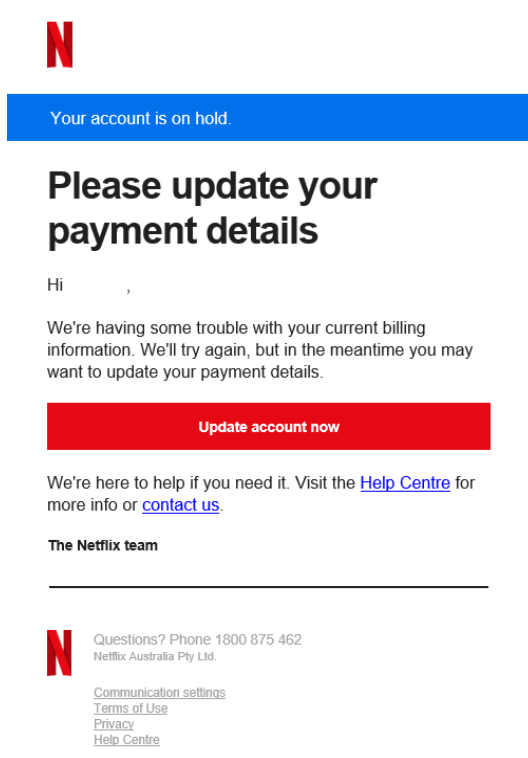 N
Your account is on hold.
Please update your
payment details
Hi ,
We're having some trouble with your current billing
information. We'll try again, but in the meantime you may
want to update your payment details.
Update account now
We're here to help if you need it. Visit the Help Centre for
more info or contact us.
The Netflix team
N
Questions? Phone 1800 875 462
Netflix Australia Pty Ltd.
Communication settings
Terms of Use
Privacy
Help Centre